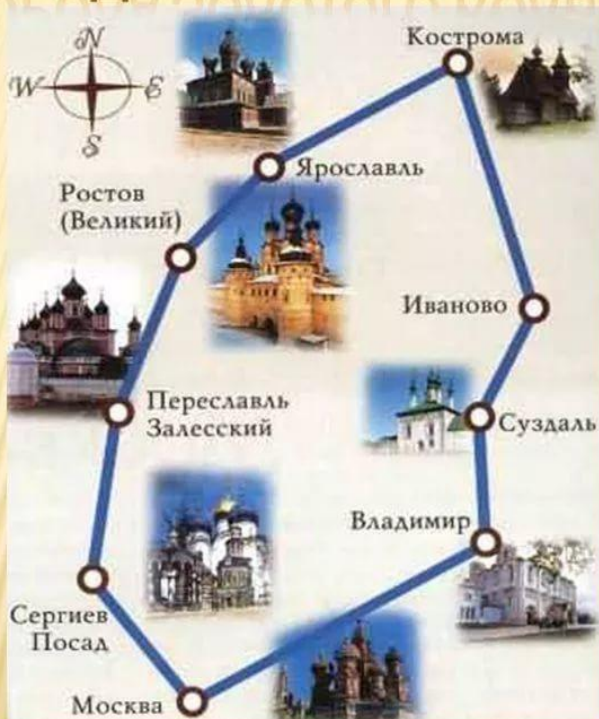 N
W E
S
Кострома
Ярославль
Ростов
(Великий)
Иваново
Переславль
Залесский
Суздаль
Владимир
Сергиев
Посад
Москва